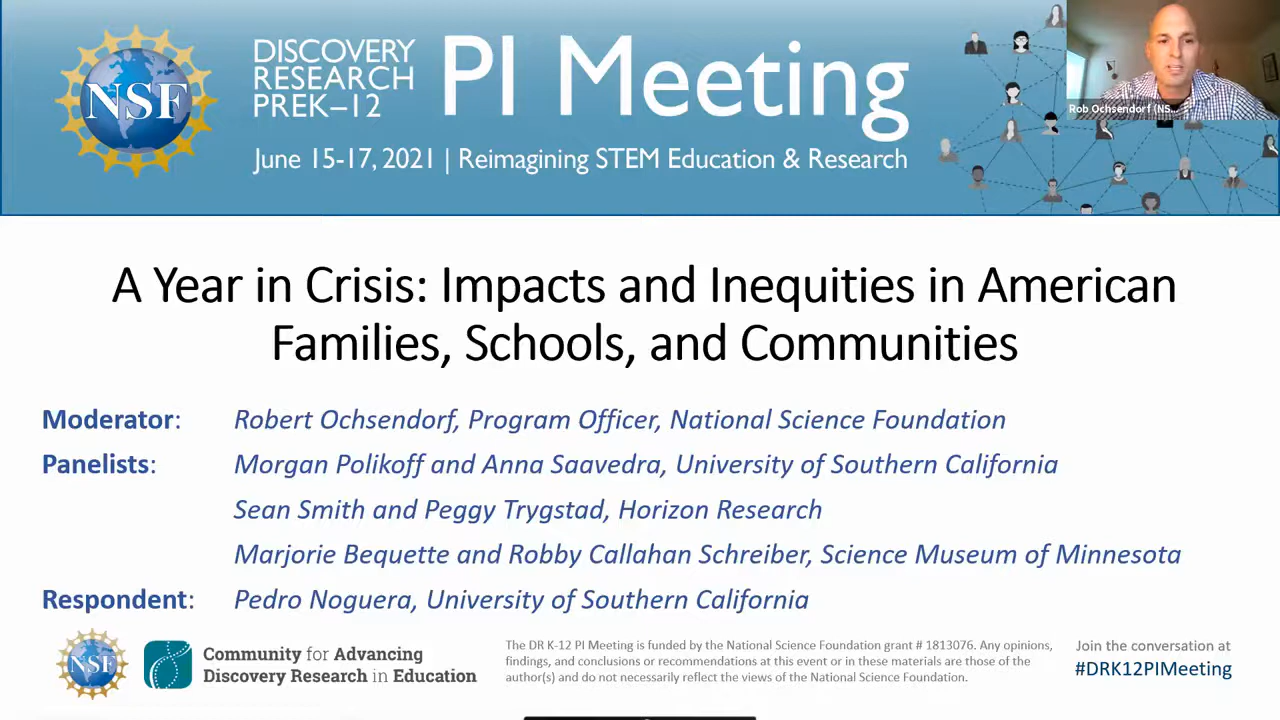 NSF
DISCOVERY
RESEARCH
PREK–12
PI Meeting
June 15-17, 2021 | Reimagining STEM Education & Research
Rob Ochsendorf (NS...
A Year in Crisis: Impacts and Inequities in American
Families, Schools, and Communities
Moderator: Robert Ochsendorf, Program Officer, National Science Foundation
Panelists: Morgan Polikoff and Anna Saavedra, University of Southern California
Sean Smith and Peggy Trygstad, Horizon Research
Marjorie Bequette and Robby Callahan Schreiber, Science Museum of Minnesota
Respondent: Pedro Noguera, University of Southern California
NSF
Community for Advancing
Discovery Research in Education
The DR K-12 PI Meeting is funded by the National Science Foundation grant # 1813076. Any opinions,
findings, and conclusions or recommendations at this event or in these materials are those of the
author(s) and do not necessarily reflect the views of the National Science Foundation.
Join the conversation at
#DRK12PIMeeting